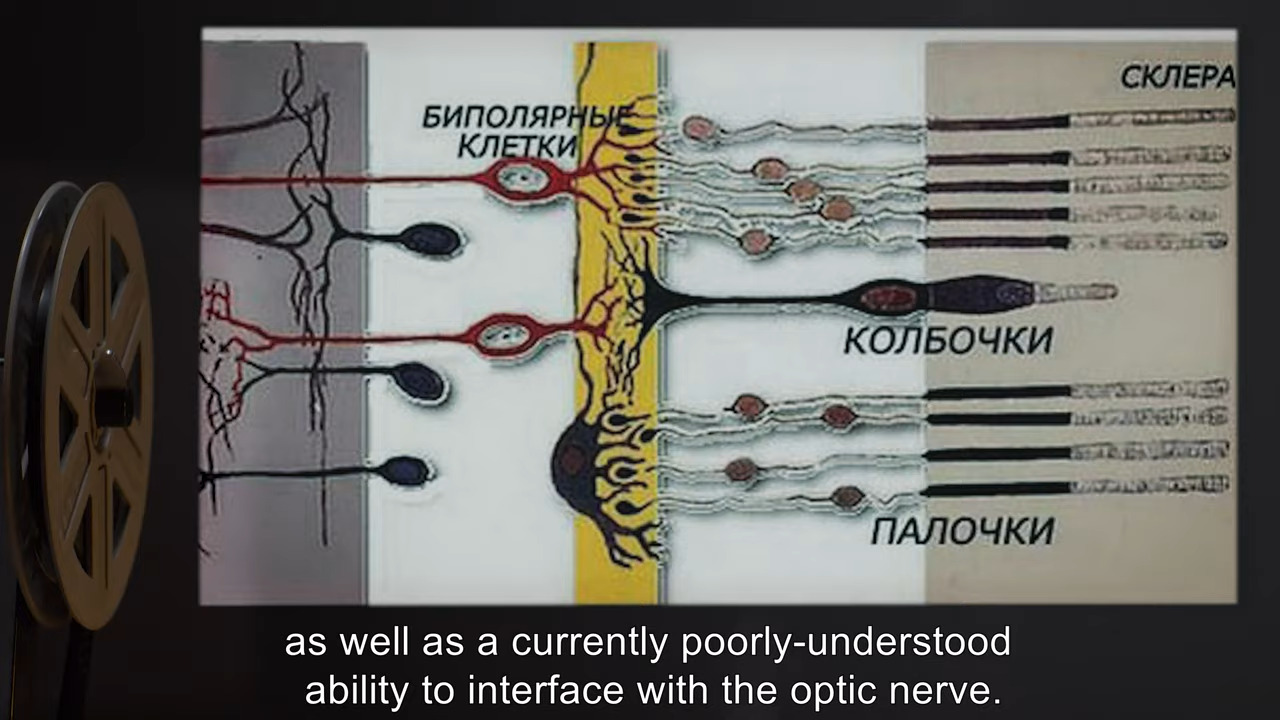 СКЛЕРА
БИПОЛЯРНЫЕ
КЛЕТКИ
КОЛБОЧКИ
ПАЛОЧКИ
as well as a currently poorly-understood
ability to interface with the optic nerve.